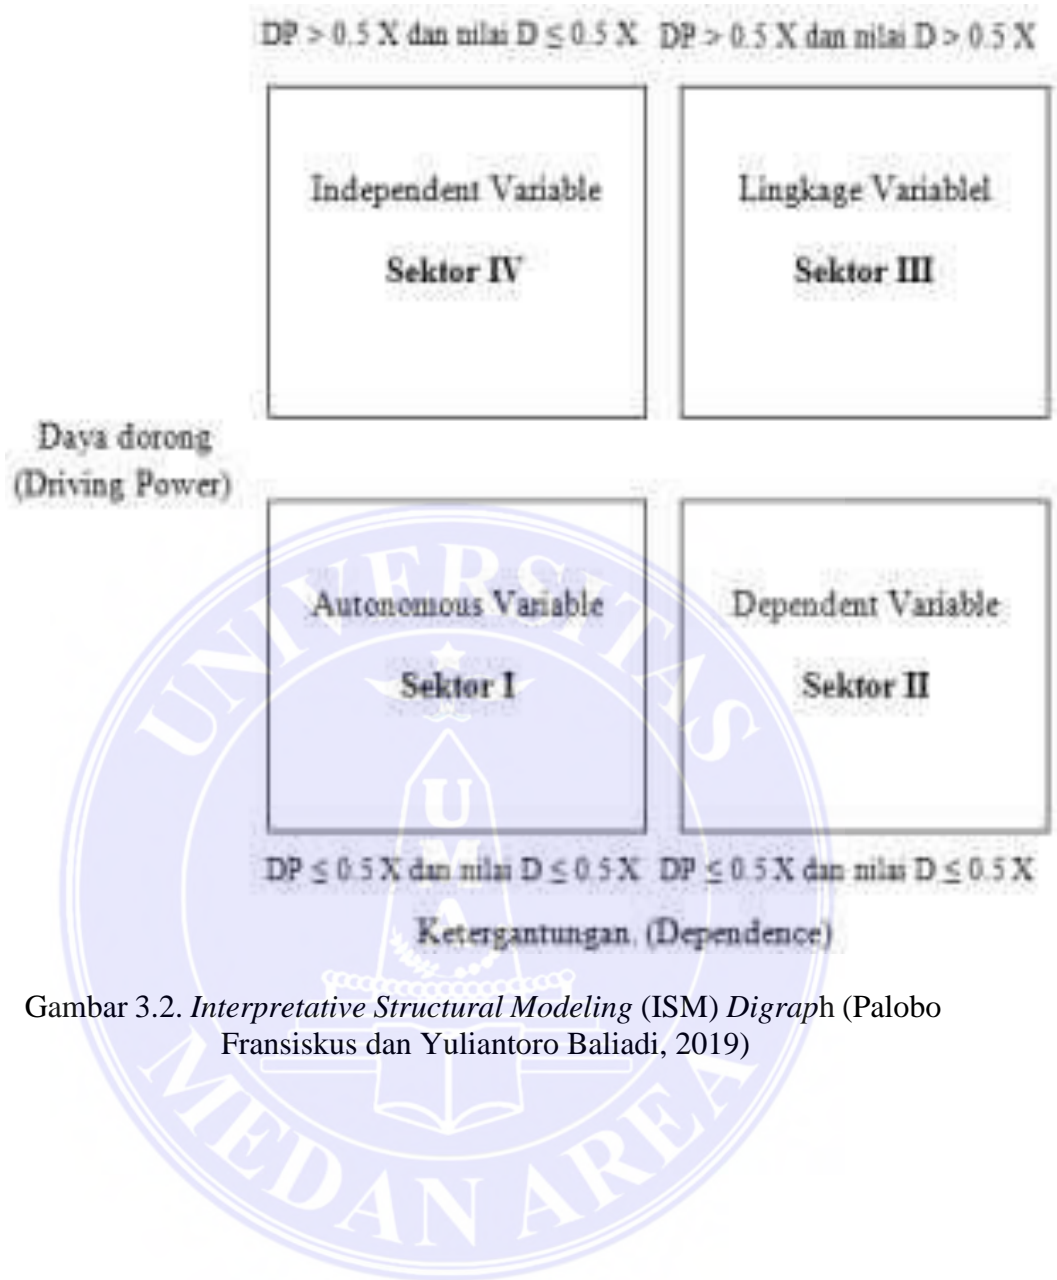 DP > 0.5 X dan nilai D ≤ 0.5 X DP > 0.5 X dan nilai D > 0.5 X
Independent Variable
Sektor IV
Lingkage Variablel
Sektor III
Daya dorong
(Driving Power)
Autonomous Variable
Sektor I
Dependent Variable
Sektor II
DP ≤ 0.5 X dan nilai D ≤ 0.5 X DP ≤ 0.5 X dan nilai D ≤ 0.5 X
Ketergantungan. (Dependence)
Gambar 3.2. Interpretative Structural Modeling (ISM) Digraph (Palobo
Fransiskus dan Yuliantoro Baliadi, 2019)
UNIVERSITAS
UMA
MEDAN AREA